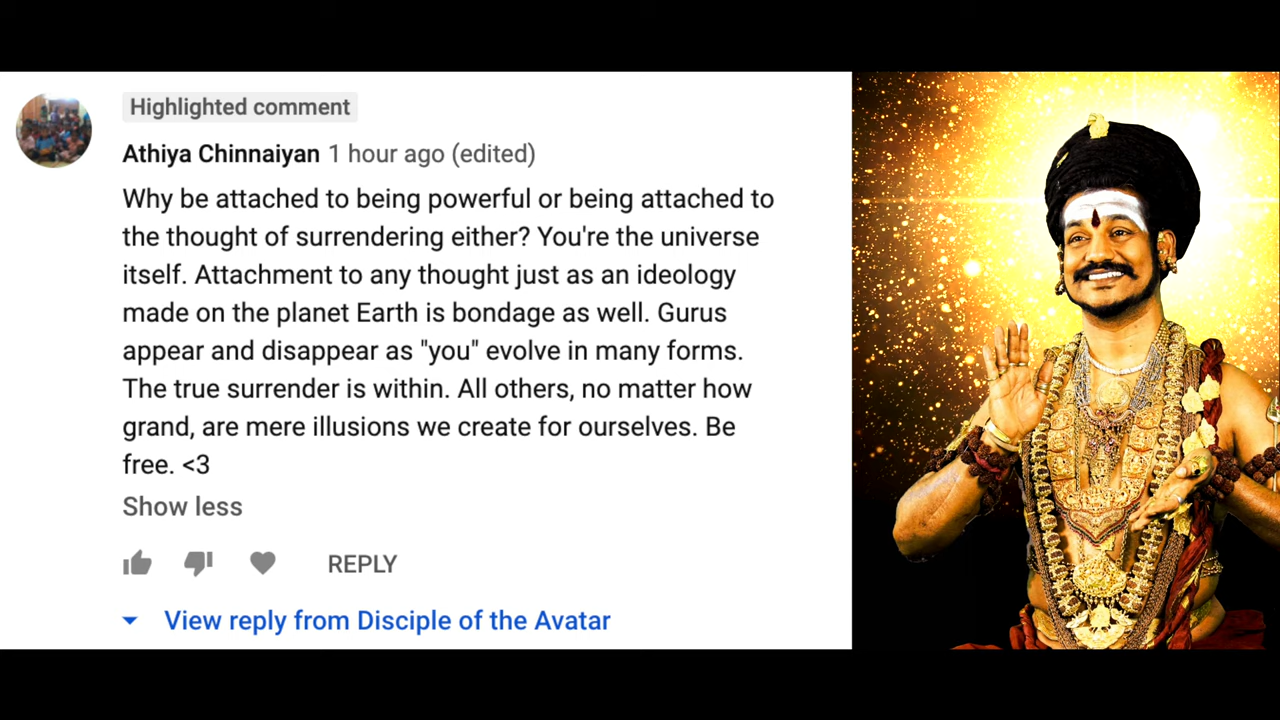 Highlighted comment
Athiya Chinnaiyan 1 hour ago (edited)
Why be attached to being powerful or being attached to
the thought of surrendering either? You're the universe
itself. Attachment to any thought just as an ideology
made on the planet Earth is bondage as well. Gurus
appear and disappear as "you" evolve in many forms.
The true surrender is within. All others, no matter how
grand, are mere illusions we create for ourselves. Be
free. <3
Show less
REPLY
View reply from Disciple of the Avatar